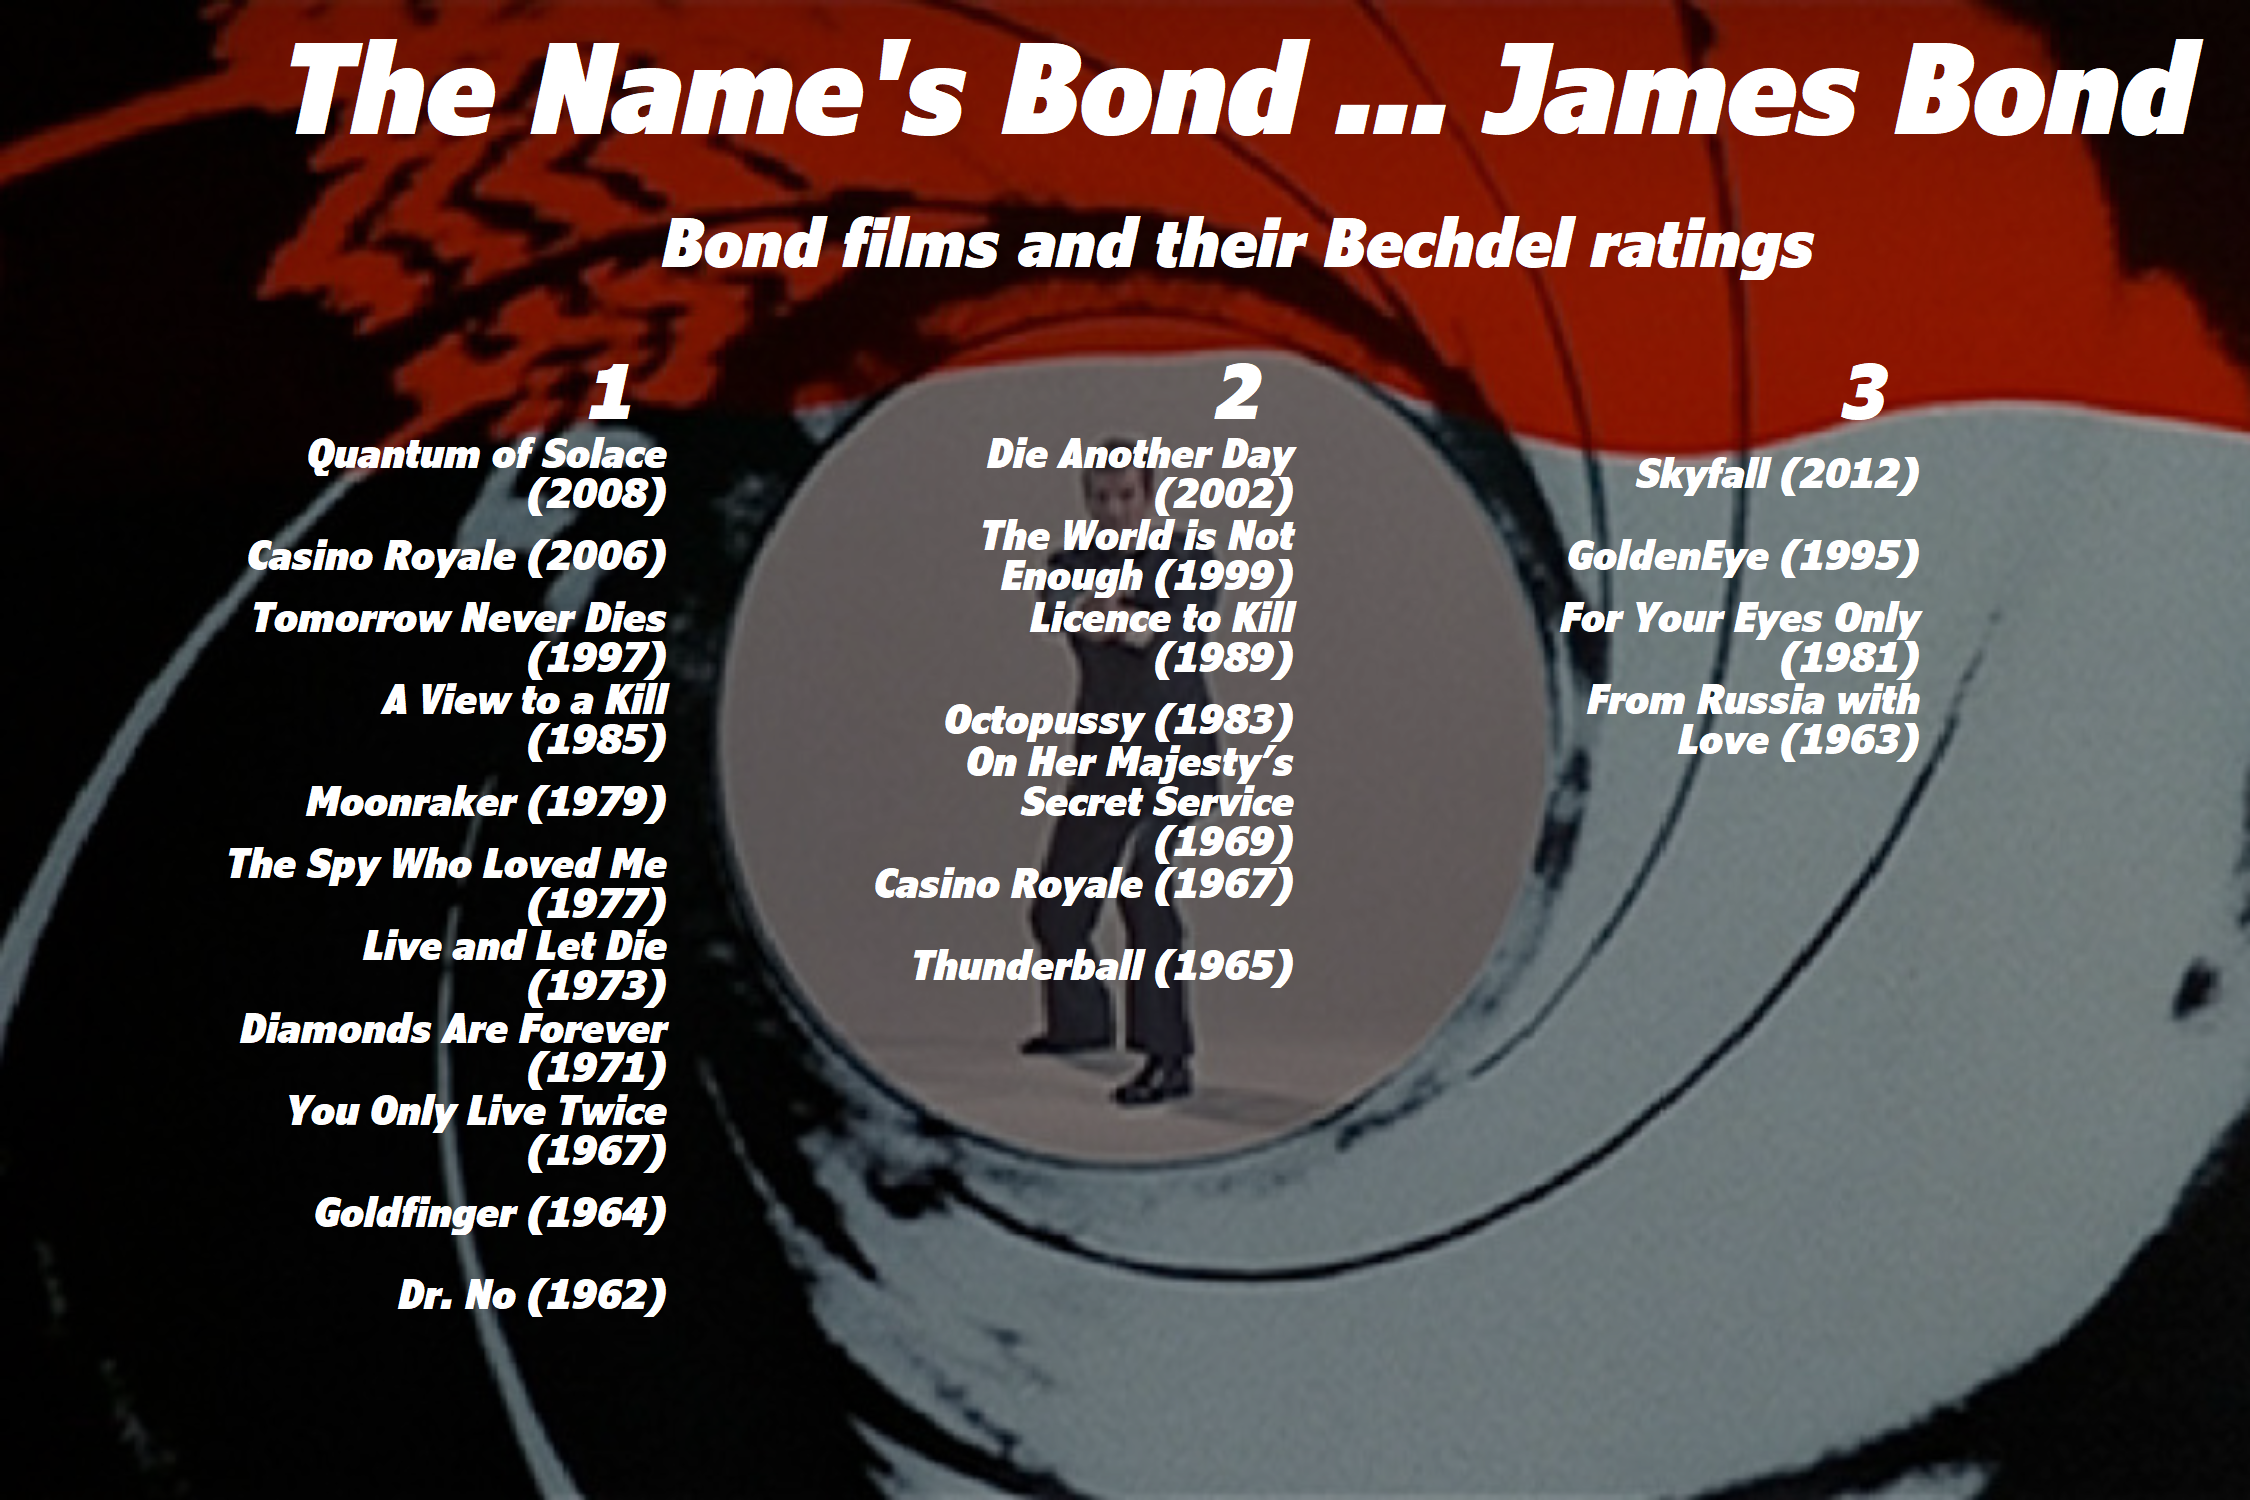 The Name's Bond ... James Bond
Bond films and their Bechdel ratings
1
Quantum of Solace
(2008)
Casino Royale (2006)
Tomorrow Never Dies
(1997)
A View to a Kill
(1985)
Moonraker (1979)
The Spy Who Loved Me
(1977)
Live and Let Die
(1973)
Diamonds Are Forever
(1971)
You Only Live Twice
(1967)
Goldfinger (1964)
Dr. No (1962)
2
Die Another Day
(2002)
The World is Not
Enough (1999)
Licence to Kill
(1989)
Octopussy (1983)
On Her Majesty’s
Secret Service
(1969)
Casino Royale (1967)
Thunderball (1965)
3
Skyfall (2012)
GoldenEye (1995)
For Your Eyes Only
(1981)
From Russia with
Love (1963)